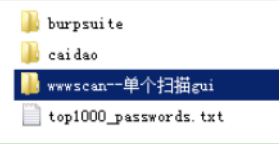 burpsuite
caidao
wwwscan--单个扫描gui
top1000_passwords.txt